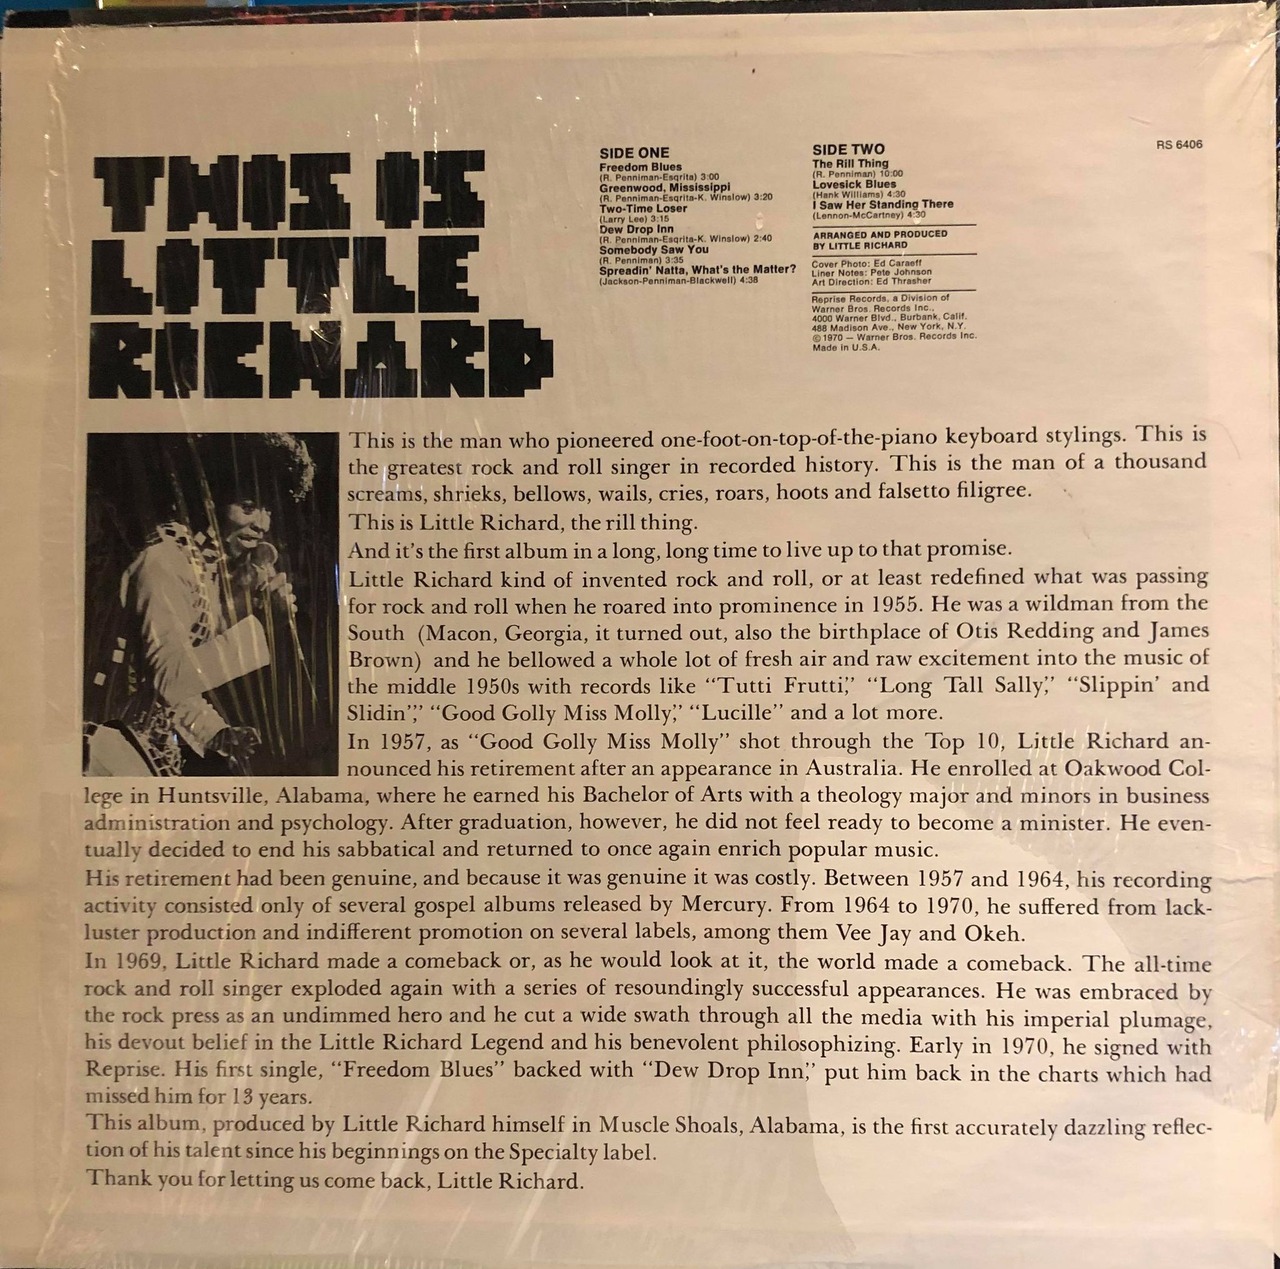 THIS IS
LITTLE
RICHARD
SIDE ONE
Freedom Blues
(R. Penniman-Esqrita) 3:00
Greenwood, Mississippi
(R. Penniman-Esqrita-K. Winslow) 3:20
Two-Time Loser
(Larry Lee) 3:15
Dew Drop Inn
(R. Penniman-Esqrita-K. Winslow) 2:40
Somebody Saw You
(R. Penniman) 3:35
Spreadin' Natta, What's the Matter?
(Jackson-Penniman-Blackwell) 4:38
SIDE TWO
The Rill Thing
(R. Penniman) 10:00
Lovesick Blues
(Hank Williams) 4:30
I Saw Her Standing There
(Lennon-McCartney) 4:30
ARRANGED AND PRODUCED
BY LITTLE RICHARD
Cover Photo: Ed Caraeff
Liner Notes: Pete Johnson
Art Direction: Ed Thrasher
Reprise Records, a Division of
Warner Bros. Records Inc.,
4000 Warner Blvd., Burbank, Calif.
488 Madison Ave., New York, N.Y.
© 1970 — Warner Bros. Records Inc.
Made in U.S.A.
RS 6406
This is the man who pioneered one-foot-on-top-of-the-piano keyboard stylings. This is
the greatest rock and roll singer in recorded history. This is the man of a thousand
screams, shrieks, bellows, wails, cries, roars, hoots and falsetto filigree.
This is Little Richard, the rill thing.
And it's the first album in a long, long time to live up to that promise.
Little Richard kind of invented rock and roll, or at least redefined what was passing
for rock and roll when he roared into prominence in 1955. He was a wildman from the
South (Macon, Georgia, it turned out, also the birthplace of Otis Redding and James
Brown) and he bellowed a whole lot of fresh air and raw excitement into the music of
the middle 1950s with records like “Tutti Frutti,” “Long Tall Sally,” “Slippin' and
Slidin',” “Good Golly Miss Molly,” “Lucille” and a lot more.
In 1957, as “Good Golly Miss Molly” shot through the Top 10, Little Richard an-
nounced his retirement after an appearance in Australia. He enrolled at Oakwood Col-
lege in Huntsville, Alabama, where he earned his Bachelor of Arts with a theology major and minors in business
administration and psychology. After graduation, however, he did not feel ready to become a minister. He even-
tually decided to end his sabbatical and returned to once again enrich popular music.
His retirement had been genuine, and because it was genuine it was costly. Between 1957 and 1964, his recording
activity consisted only of several gospel albums released by Mercury. From 1964 to 1970, he suffered from lack-
luster production and indifferent promotion on several labels, among them Vee Jay and Okeh.
In 1969, Little Richard made a comeback or, as he would look at it, the world made a comeback. The all-time
rock and roll singer exploded again with a series of resoundingly successful appearances. He was embraced by
the rock press as an undimmed hero and he cut a wide swath through all the media with his imperial plumage,
his devout belief in the Little Richard Legend and his benevolent philosophizing. Early in 1970, he signed with
Reprise. His first single, “Freedom Blues” backed with “Dew Drop Inn,” put him back in the charts which had
missed him for 13 years.
This album, produced by Little Richard himself in Muscle Shoals, Alabama, is the first accurately dazzling reflec-
tion of his talent since his beginnings on the Specialty label.
Thank you for letting us come back, Little Richard.